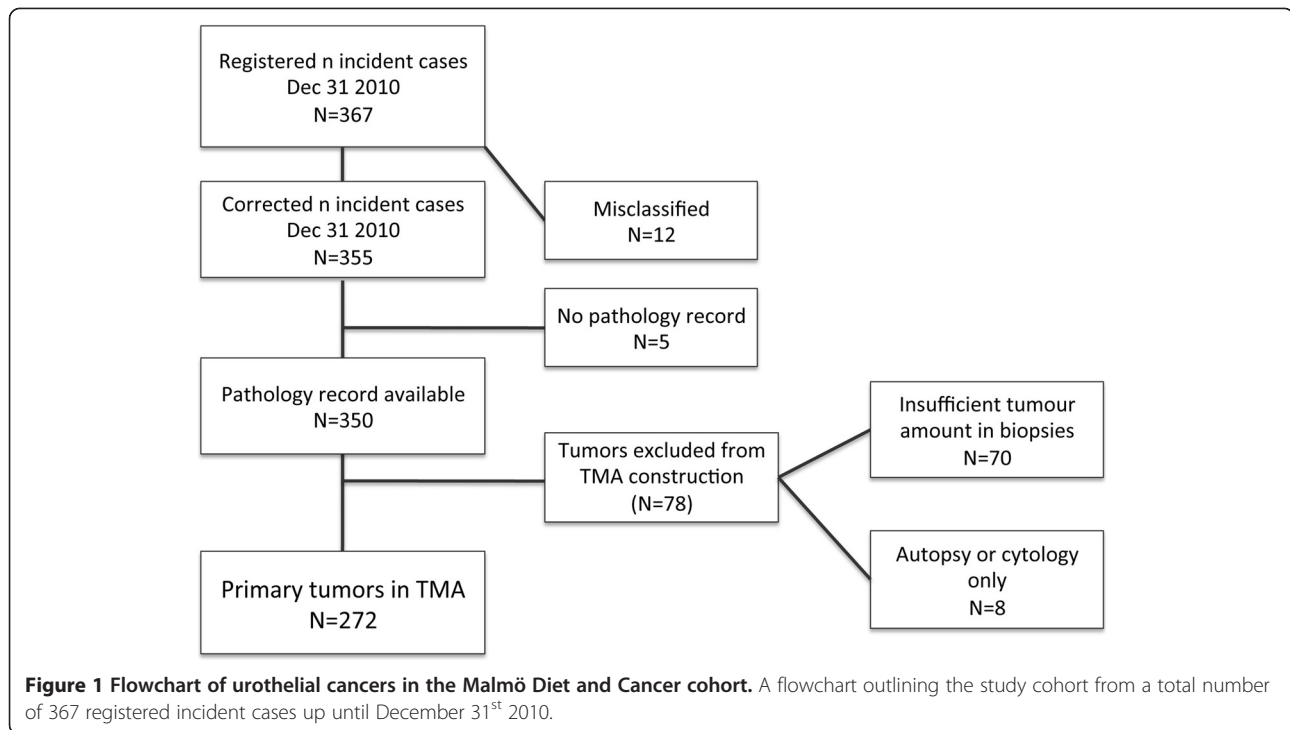 Registered n incident cases
Dec 31 2010
N=367
Corrected n incident cases
Dec 31 2010
N=355
Misclassified
N=12
No pathology record
N=5
Pathology record available
N=350
Tumors excluded from
TMA construction
(N=78)
Insufficient tumour
amount in biopsies
N=70
Autopsy or cytology
only
N=8
Primary tumors in TMA
N=272
Figure 1 Flowchart of urothelial cancers in the Malmö Diet and Cancer cohort. A flowchart outlining the study cohort from a total number
of 367 registered incident cases up until December 31st 2010.